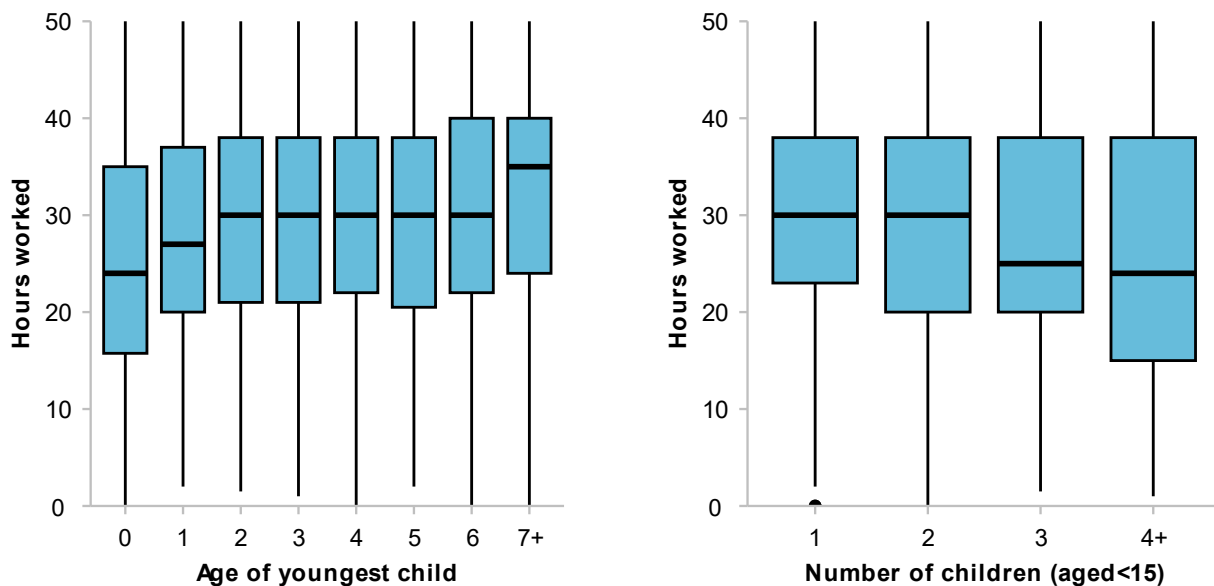 50
40
30
20
10
0
Hours worked
0 1 2 3 4 5 6 7+
Age of youngest child
50
40
30
20
10
0
Hours worked
1 2 3 4+
Number of children (aged<15)